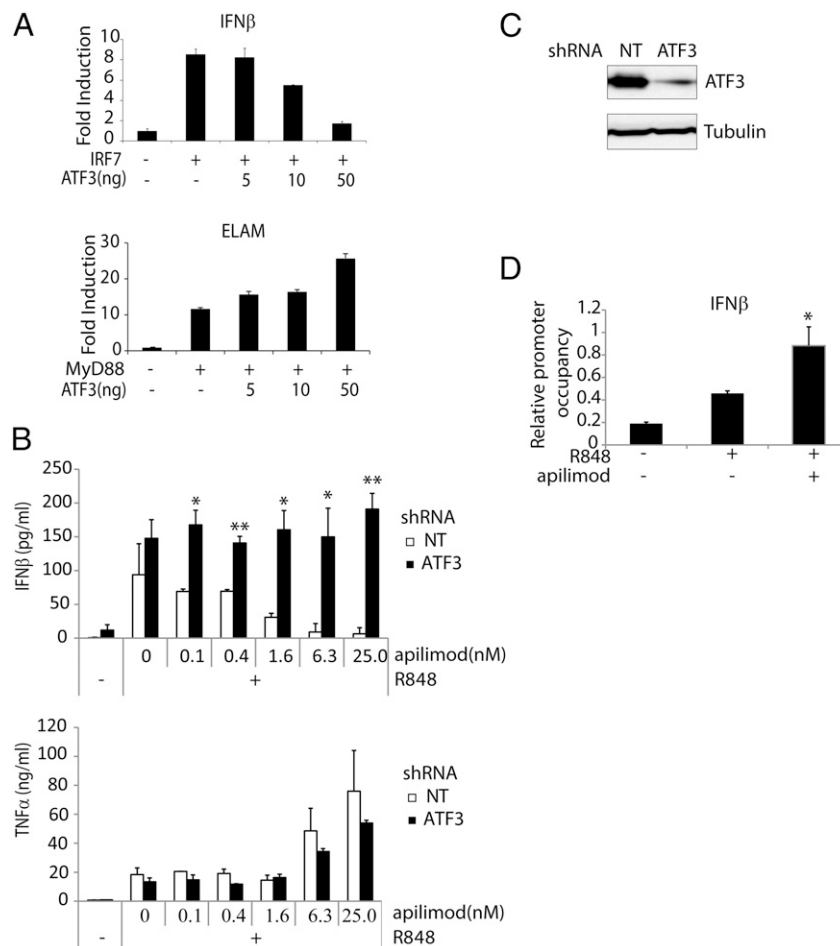 A
IFNβ
Fold Induction
10
8
6
4
2
0
IRF7 - + + + +
ATF3(ng) - - 5 10 50
ELAM
Fold Induction
30
20
10
0
MyD88 - + + + +
ATF3(ng) - - 5 10 50
B
IFNβ (pg/ml)
250
200
150
100
50
0
* ** * * **
shRNA
NT
ATF3
0 0.1 0.4 1.6 6.3 25.0 apilimod(nM)
- + R848
TNFα (ng/ml)
120
100
80
60
40
20
0
shRNA
NT
ATF3
0 0.1 0.4 1.6 6.3 25.0 apilimod(nM)
- + R848
C
shRNA NT ATF3
ATF3
Tubulin
D
IFNβ
Relative promoter
occupancy
1.2
1
0.8
0.6
0.4
0.2
0
*
R848 - + +
apilimod - - +